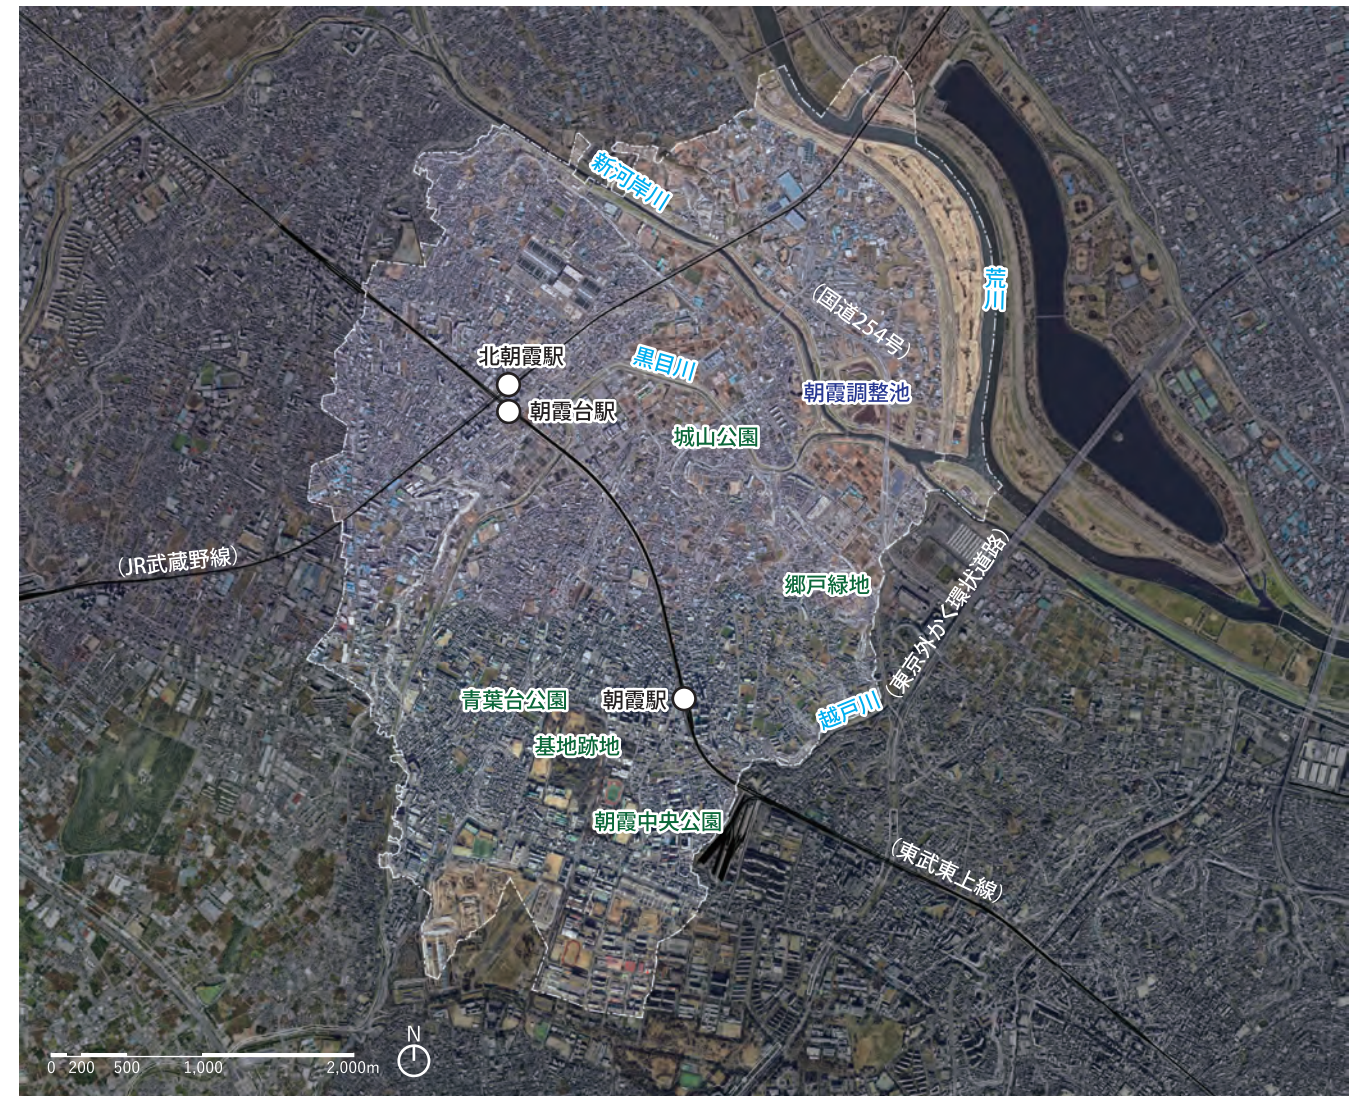 新河岸川
荒川
（国道254号）
北朝霞駅
黒目川
朝霞調整池
朝霞台駅
城山公園
（JR武蔵野線）
（東京外かく環状道路）
郷戸緑地
青葉台公園
朝霞駅
越戸川
基地跡地
朝霞中央公園
（東武東上線）
N
0 200 500 1,000 2,000m